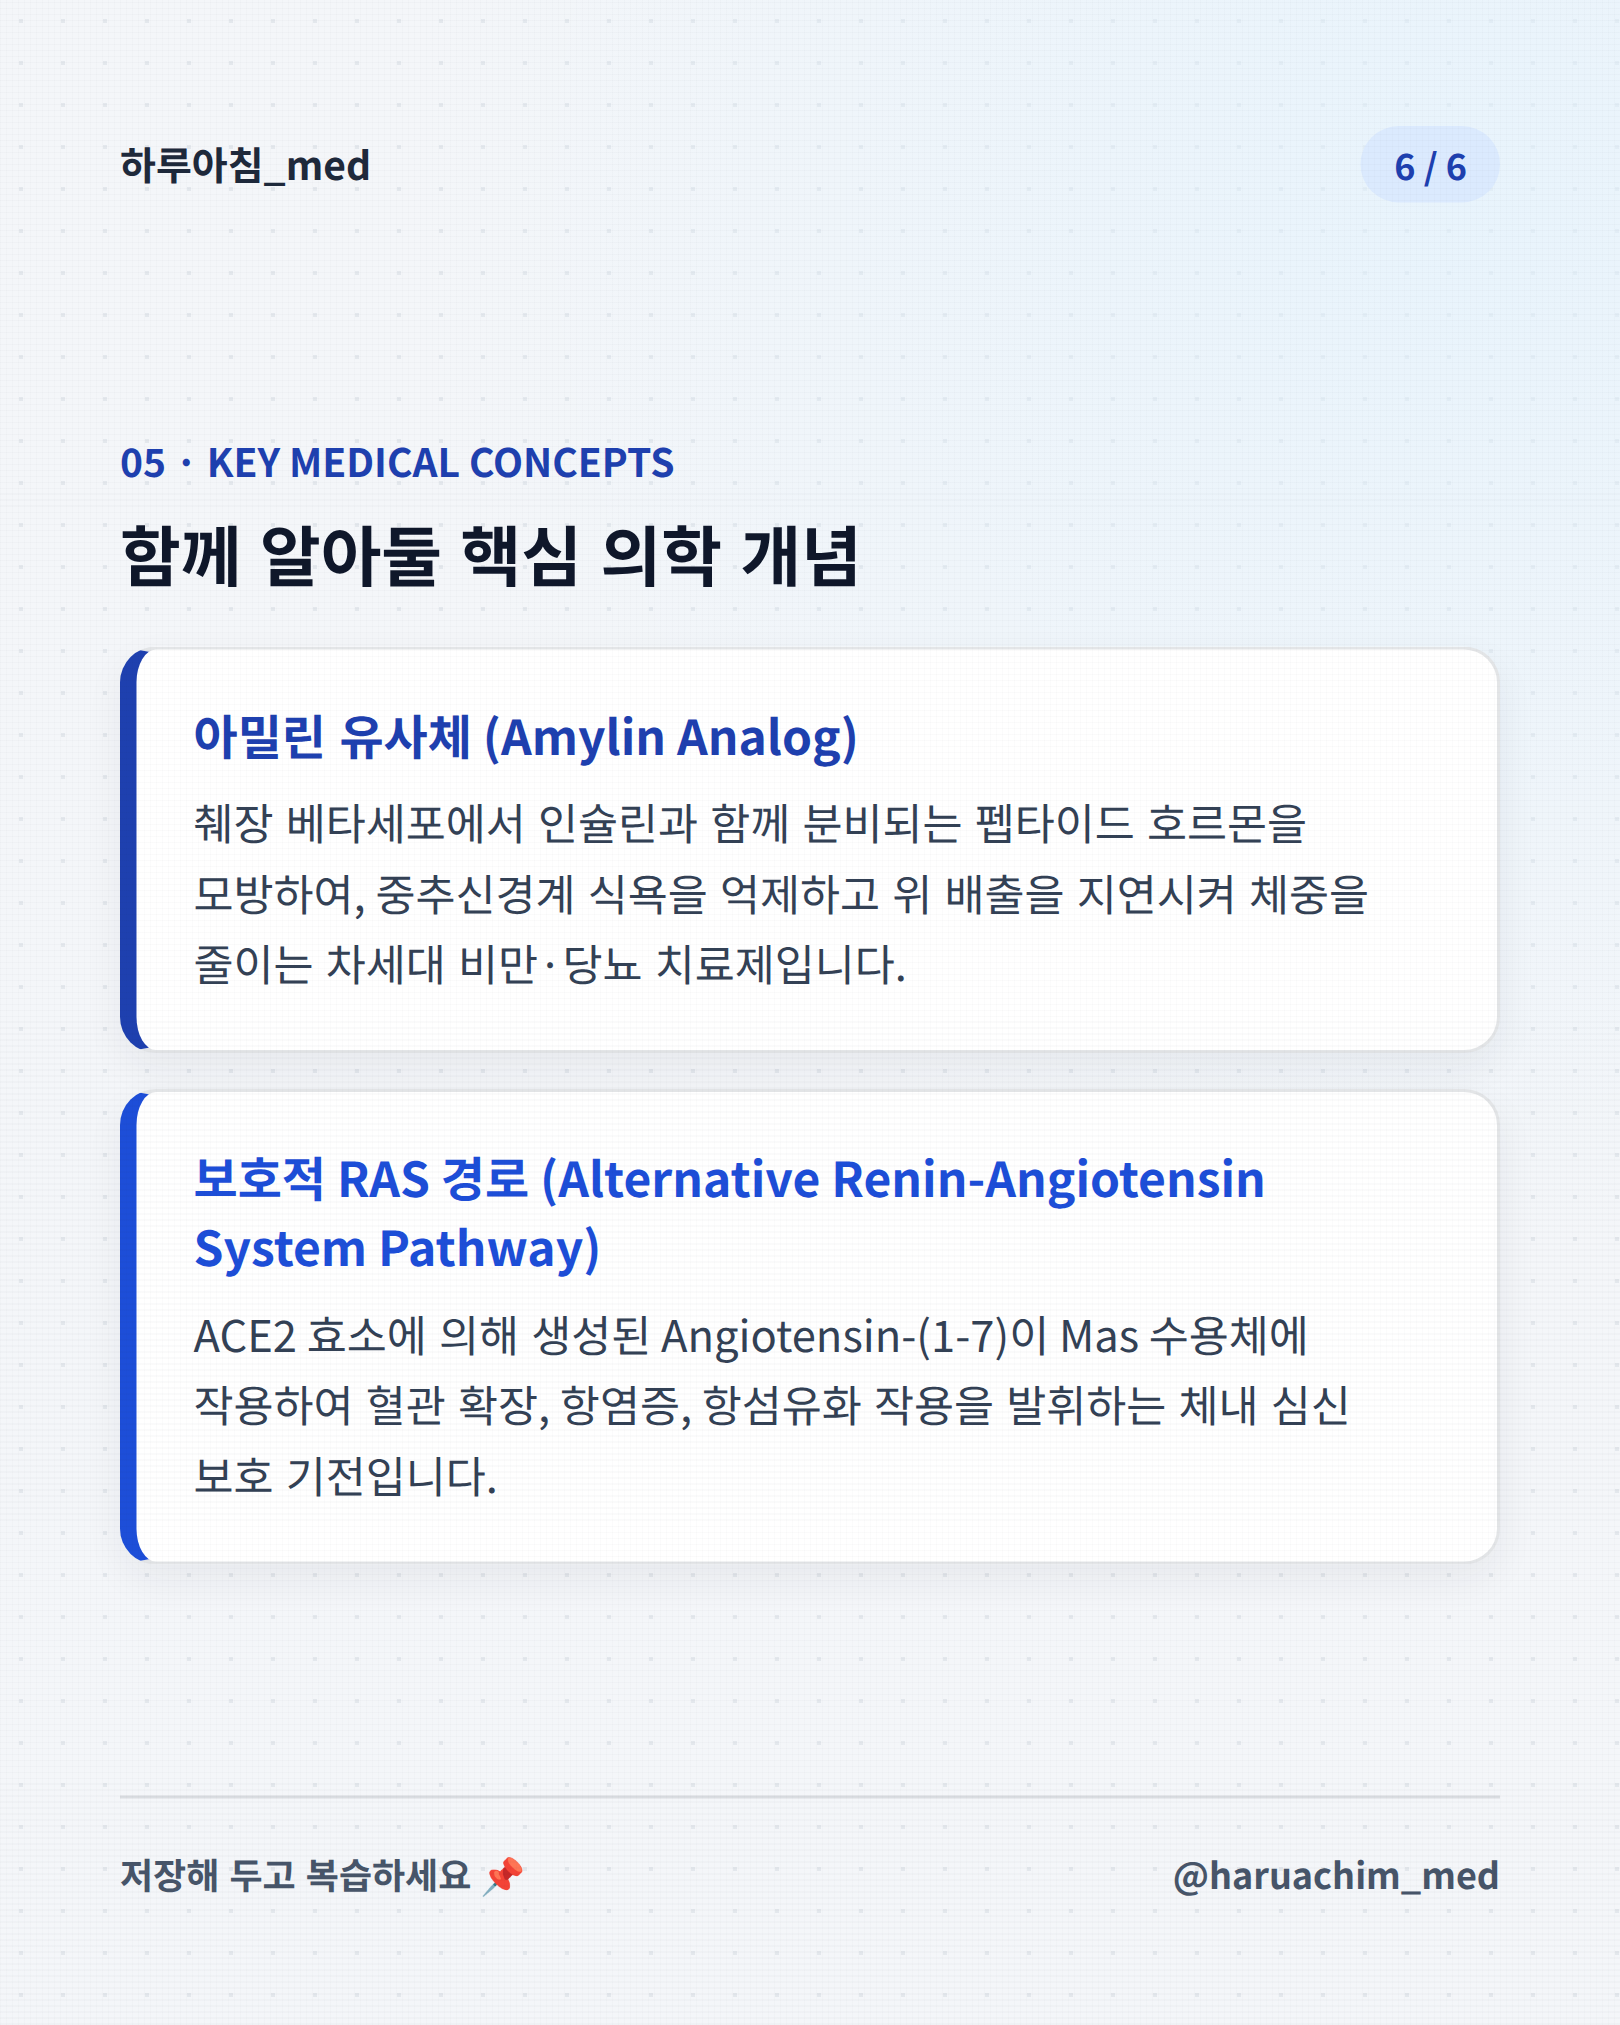 하루아침_med
6 / 6
05 · KEY MEDICAL CONCEPTS
함께 알아둘 핵심 의학 개념
아밀린 유사체 (Amylin Analog)
췌장 베타세포에서 인슐린과 함께 분비되는 펩타이드 호르몬을
모방하여, 중추신경계 식욕을 억제하고 위 배출을 지연시켜 체중을
줄이는 차세대 비만·당뇨 치료제입니다.
보호적 RAS 경로 (Alternative Renin-Angiotensin
System Pathway)
ACE2 효소에 의해 생성된 Angiotensin-(1-7)이 Mas 수용체에
작용하여 혈관 확장, 항염증, 항섬유화 작용을 발휘하는 체내 심신
보호 기전입니다.
저장해 두고 복습하세요 📌
@haruachim_med